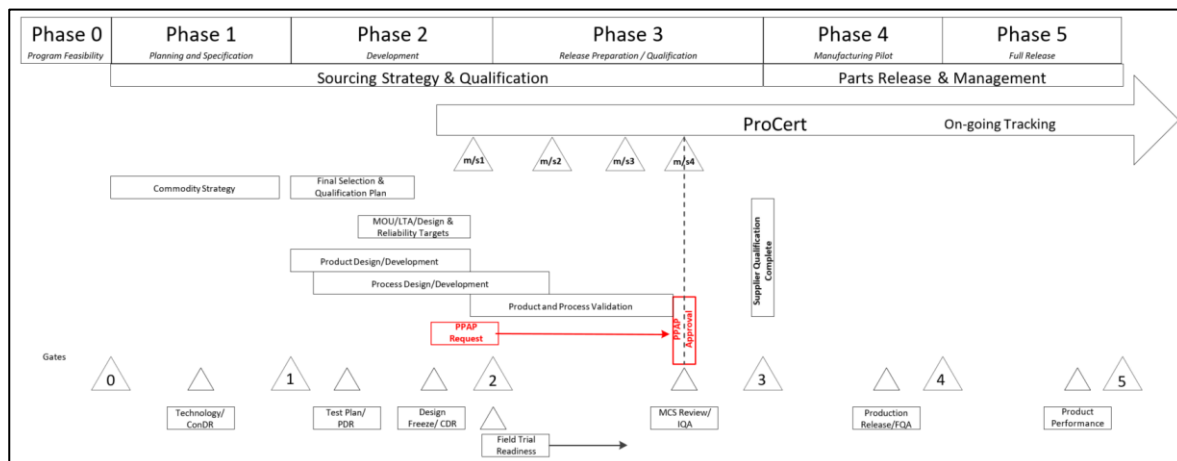 Phase 0
Phase 1
Phase 2
Phase 3
Phase 4
Phase 5
Program Feasibility
Planning and Specification
Development
Release Preparation / Qualification
Manufacturing Pilot
Full Release
Sourcing Strategy & Qualification
Parts Release & Management
ProCert
On-going Tracking
m/s1
m/s2
m/s3
m/s4
Commodity Strategy
Final Selection &
Qualification Plan
MOU/LTA/Design &
Reliability Targets
Product Design/Development
Process Design/Development
Product and Process Validation
PPAP
Request
PPAP
Approval
Supplier Qualification
Complete
Gates
0
1
2
3
4
5
Technology/
ConDR
Test Plan/
PDR
Design
Freeze/ CDR
Field Trial
Readiness
MCS Review/
IQA
Production
Release/FQA
Product
Performance